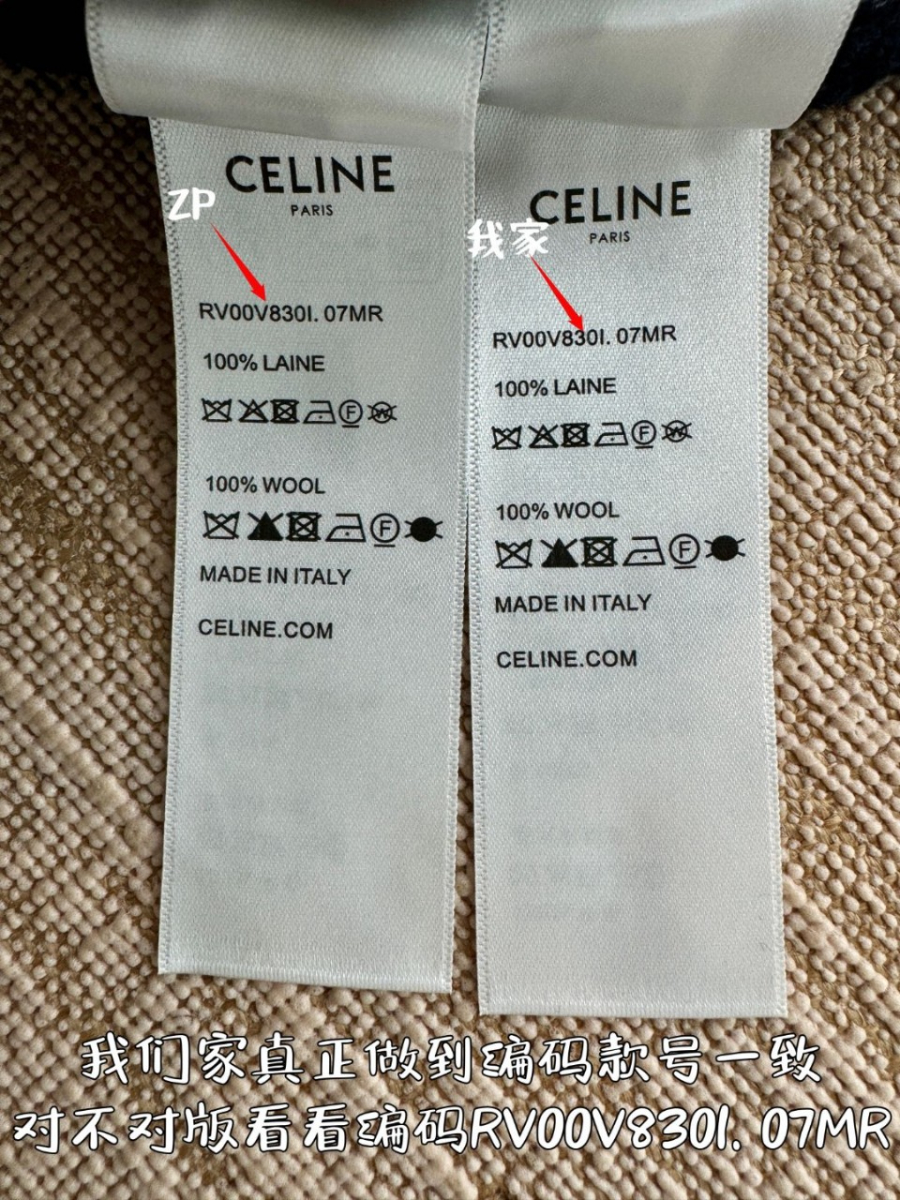 CELINE
PARIS
ZP
RV00V830I. 07MR
100% LAINE
100% WOOL
MADE IN ITALY
CELINE.COM
CELINE
PARIS
我家
RV00V830I. 07MR
100% LAINE
100% WOOL
MADE IN ITALY
CELINE.COM
我们家真正做到编码款号一致
对不对版看看编码RV00V830I. 07MR